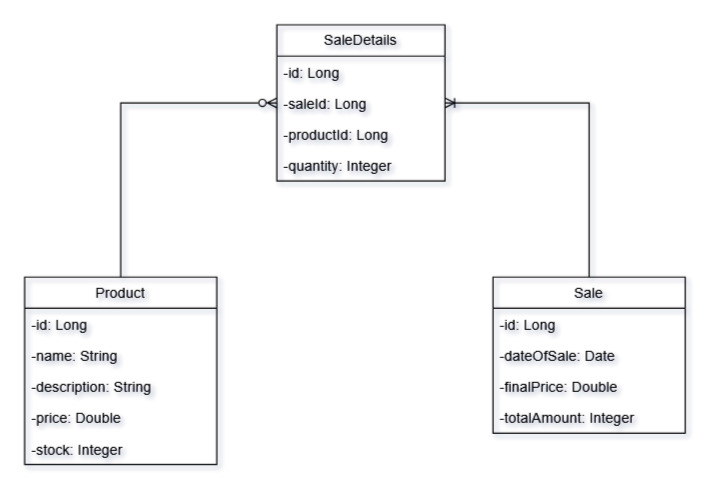 SaleDetails
-id: Long
-saleId: Long
-productId: Long
-quantity: Integer
Product
-id: Long
-name: String
-description: String
-price: Double
-stock: Integer
Sale
-id: Long
-dateOfSale: Date
-finalPrice: Double
-totalAmount: Integer